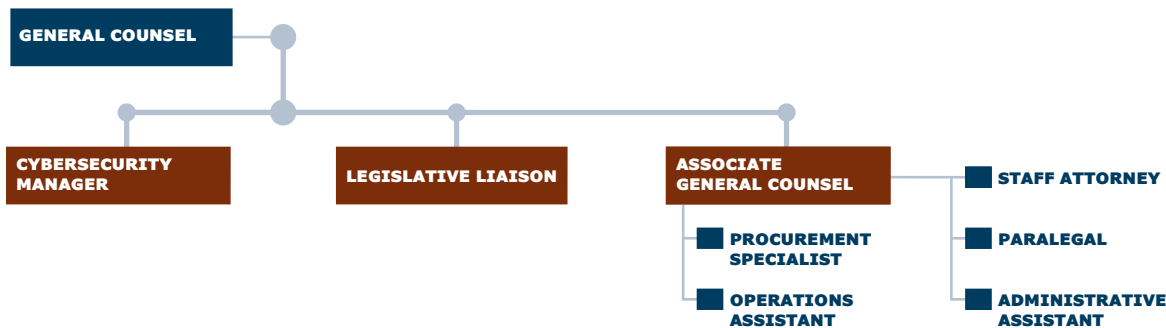 GENERAL COUNSEL
CYBERSECURITY
MANAGER
LEGISLATIVE LIAISON
ASSOCIATE
GENERAL COUNSEL
PROCUREMENT
SPECIALIST
OPERATIONS
ASSISTANT
STAFF ATTORNEY
PARALEGAL
ADMINISTRATIVE
ASSISTANT